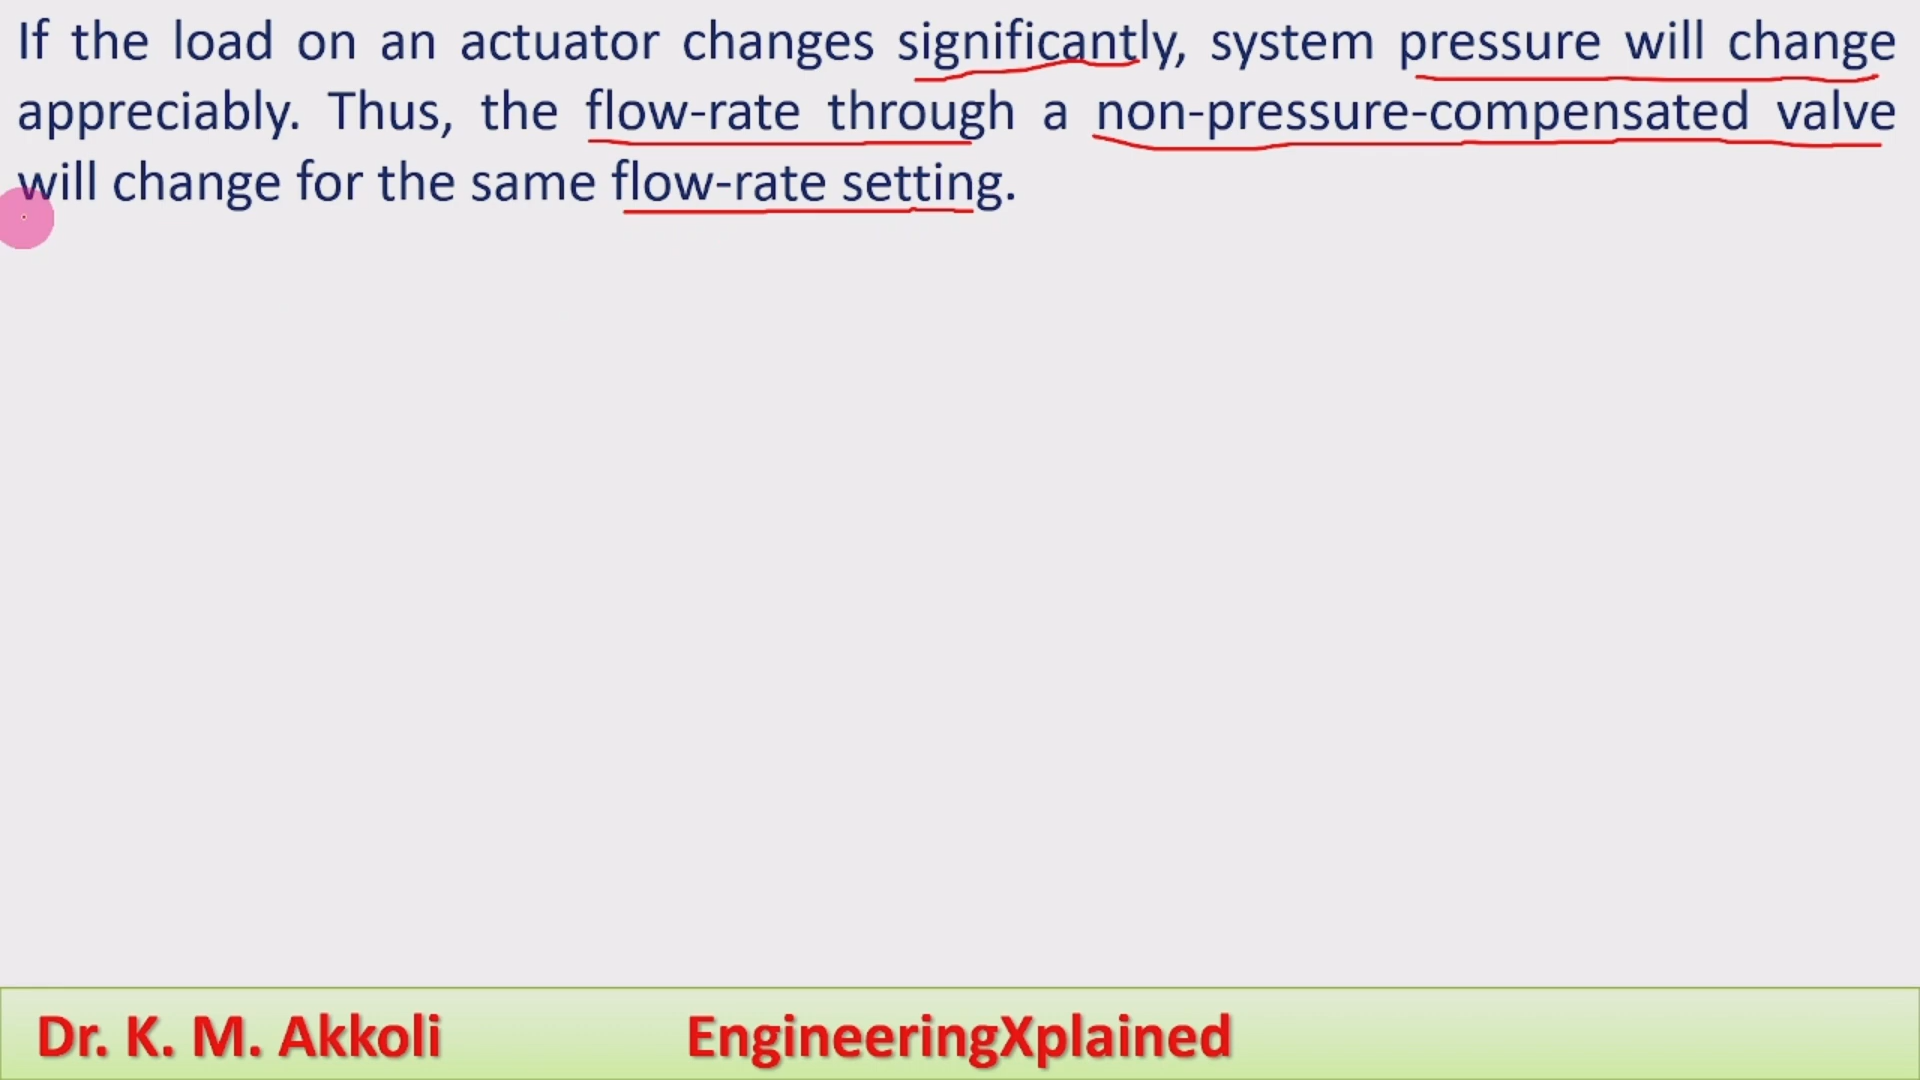 If the load on an actuator changes significantly, system pressure will change
appreciably. Thus, the flow-rate through a non-pressure-compensated valve
will change for the same flow-rate setting.
Dr. K. M. Akkoli EngineeringXplained